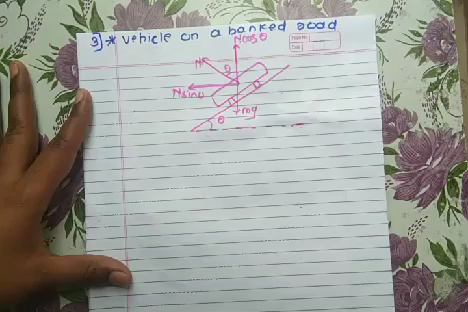 3) * vehicle on a banked road
Ncosθ
N
θ
Nsinθ
mg
θ